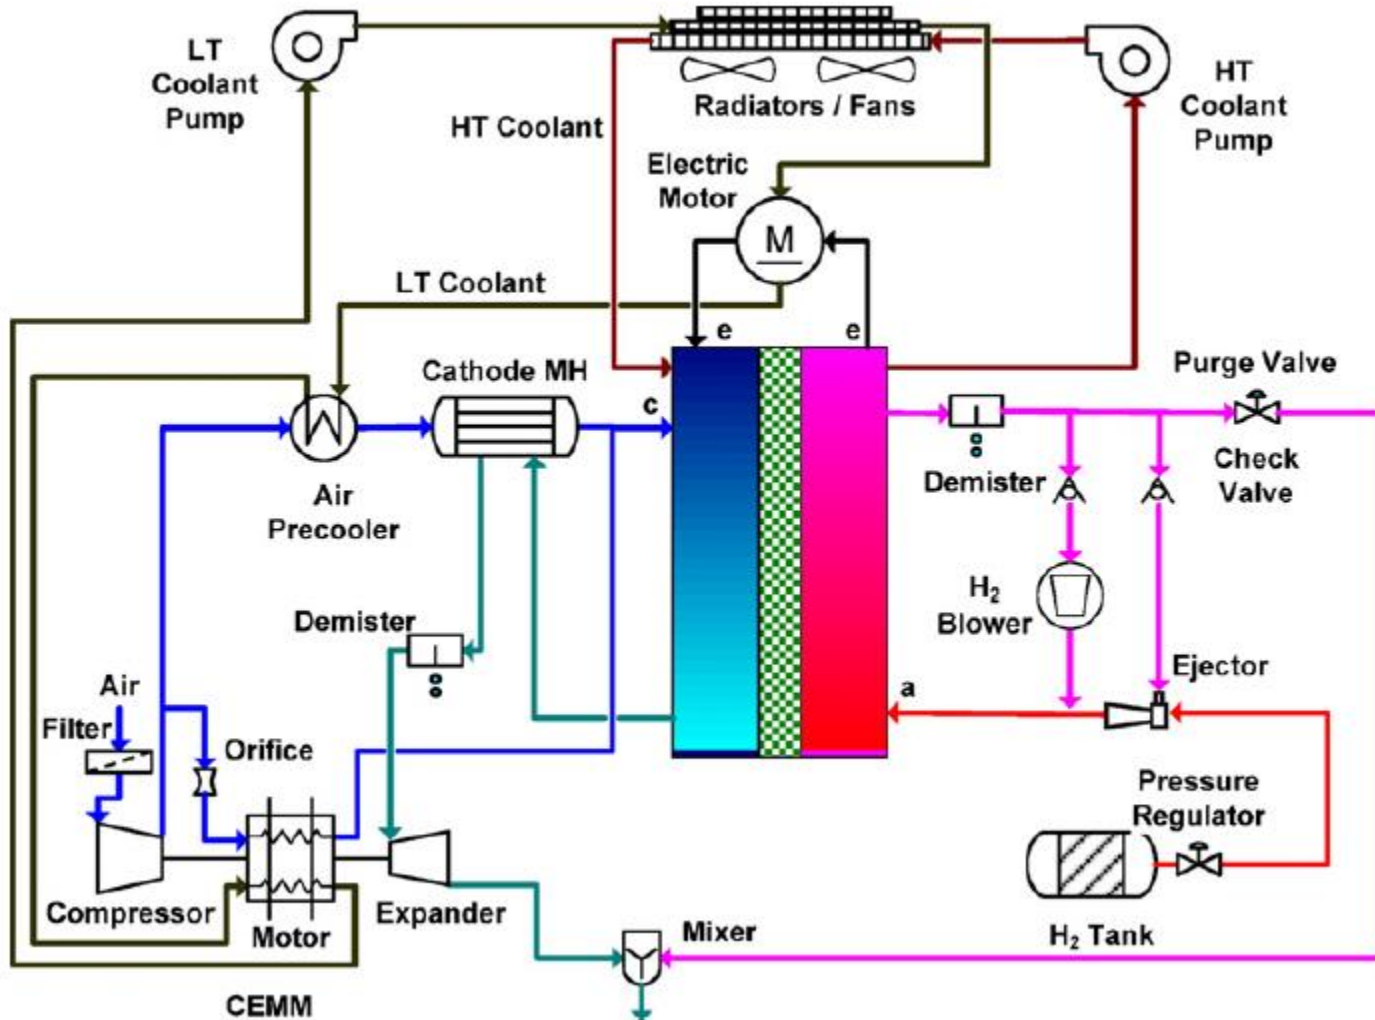 LT
Coolant
Pump
Radiators / Fans
HT
Coolant
Pump
HT Coolant
Electric
Motor
M
LT Coolant
e
e
Cathode MH
c
Purge Valve
Check
Valve
Demister
Air
Precooler
H2
Blower
Demister
Ejector
a
Air
Filter
Orifice
Pressure
Regulator
Compressor
Motor
Expander
Mixer
H2 Tank
CEMM